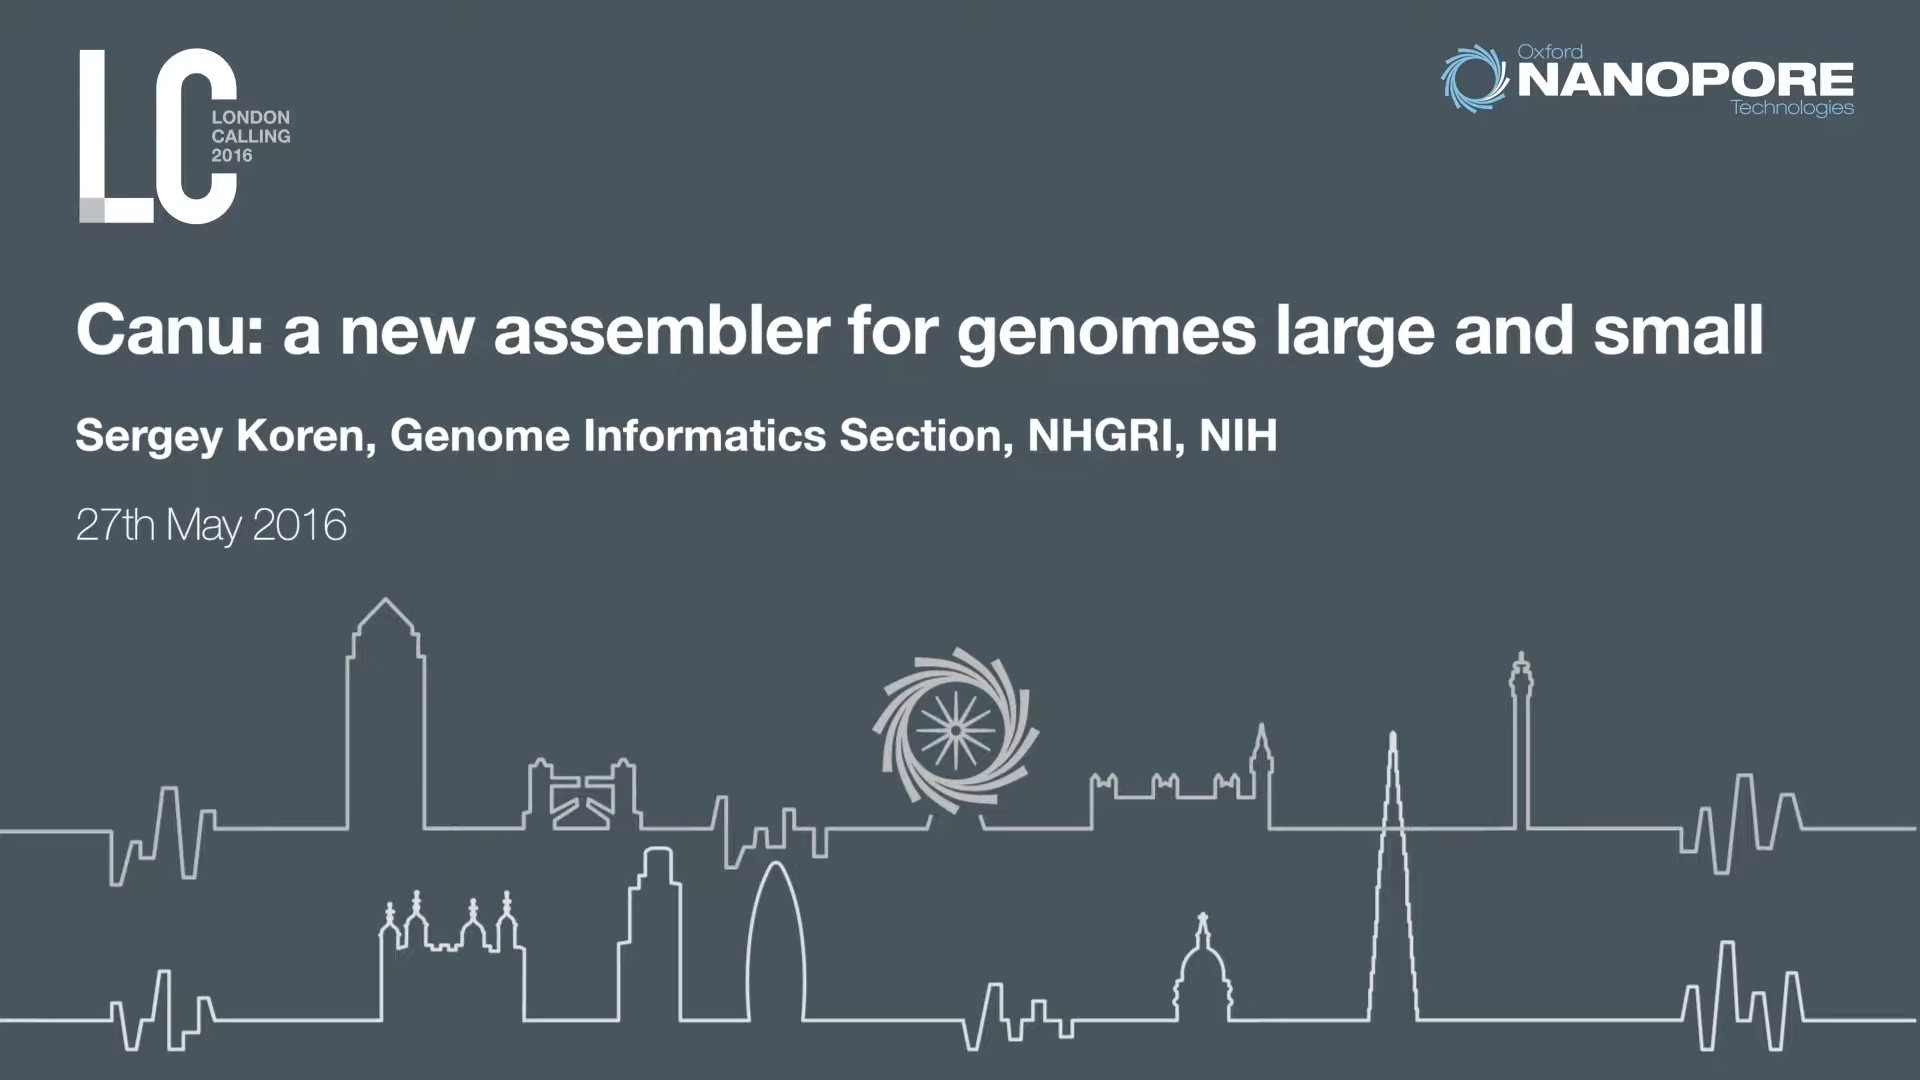 LC
LONDON
CALLING
2016
Oxford
NANOPORE
Technologies
Canu: a new assembler for genomes large and small
Sergey Koren, Genome Informatics Section, NHGRI, NIH
27th May 2016